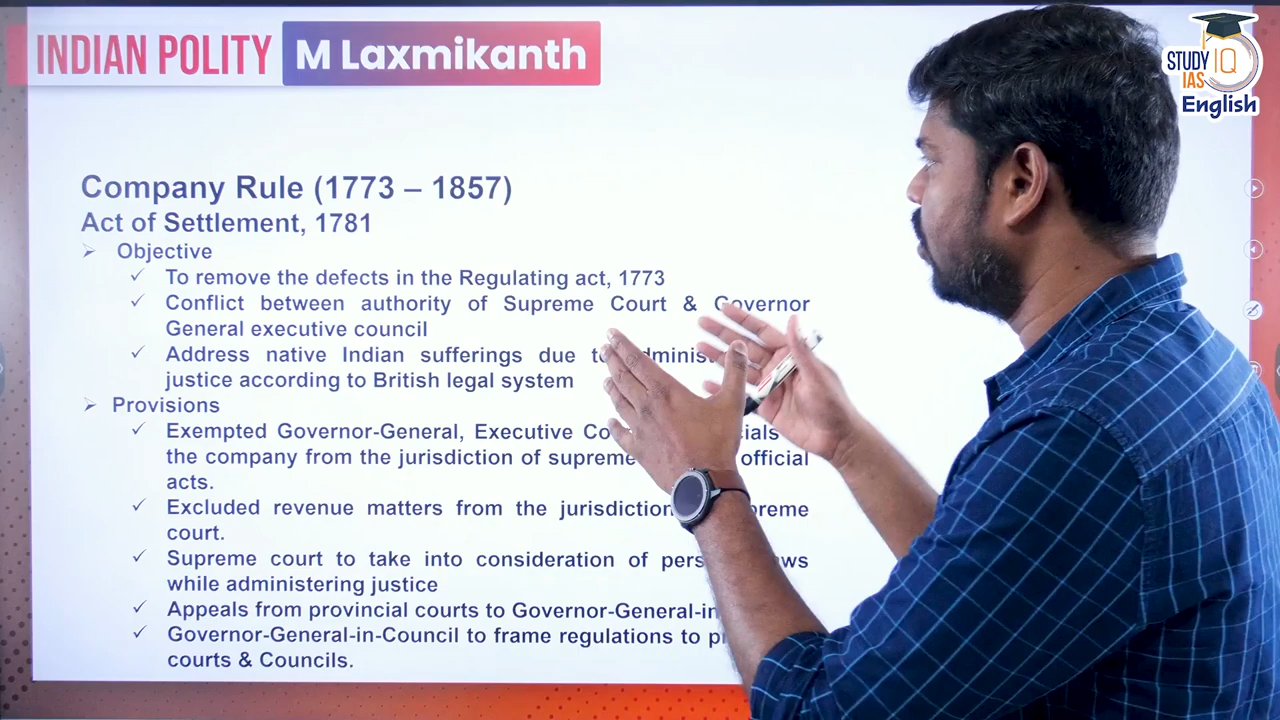 INDIAN POLITY M Laxmikanth
STUDY IQ
IAS
English
Company Rule (1773 – 1857)
Act of Settlement, 1781
Objective
To remove the defects in the Regulating act, 1773
Conflict between authority of Supreme Court & Governor
General executive council
Address native Indian sufferings due
justice according to British legal system
Provisions
Exempted Governor-General, Executive
the company from the jurisdiction of supreme official
acts.
Excluded revenue matters from the jurisdiction
court.
Supreme court to take into consideration of
while administering justice
Appeals from provincial courts to Governor-General-in
Governor-General-in-Council to frame regulations to
courts & Councils.